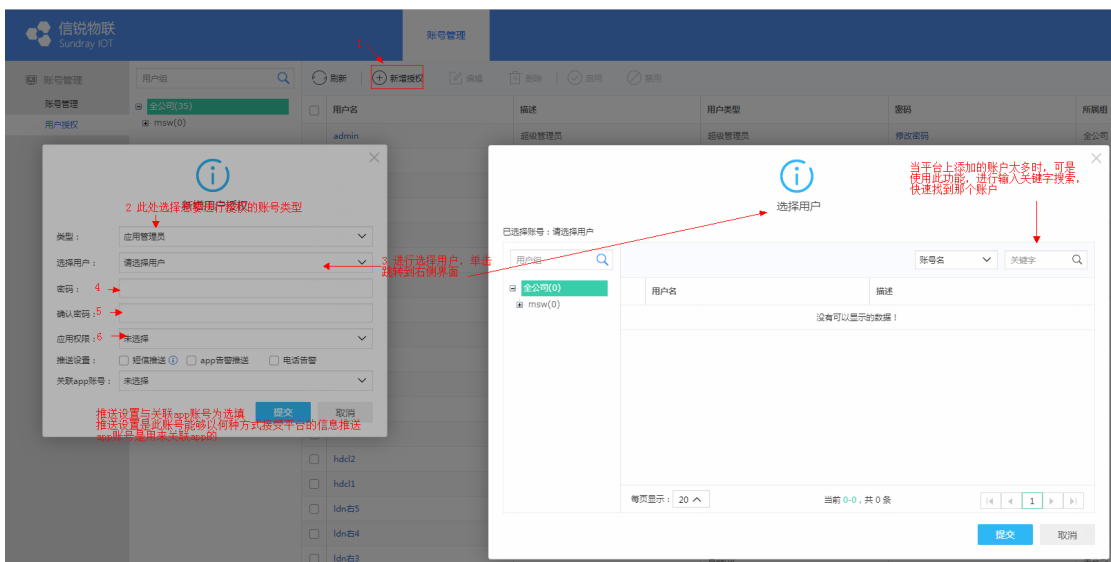 信锐物联
Sundray IOT
账号管理
1
账号管理
用户组
刷新
新增授权
编辑
删除
启用
禁用
账号管理
用户授权
全公司(35)
msw(0)
用户名
描述
用户类型
密码
所属组
admin
超级管理员
超级管理员
修改密码
全公司
新增用户授权
2 此处选择想要进行授权的账号类型
类型：
应用管理员
选择用户：
请选择用户
3 进行选择用户，单击
跳转到右侧界面
密码：
4
确认密码：
5
应用权限：
6
未选择
推送设置：
短信推送
app告警推送
电话告警
关联app账号：
未选择
推送设置与关联app账号为选填
推送设置是此账号能够以何种方式接受平台的信息推送
app账号是用未关联app的
提交
取消
hdcl2
hdcl1
ldn右5
ldn右4
ldn右3
选择用户
当平台上添加的账户太多时，可是
使用此功能，进行输入关键字搜索，
快速找到那个账户
已选择账号：请选择用户
用户组
账号名
关键字
全公司(0)
msw(0)
用户名
描述
没有可以显示的数据！
每页显示：
20
当前 0-0，共 0 条
1
提交
取消